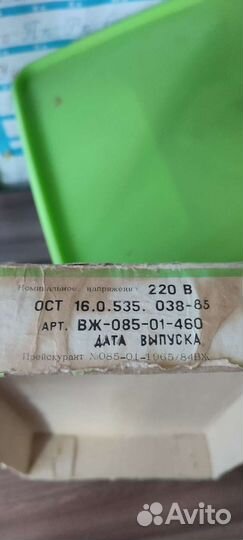 Номинальное напряжение 220 В
ОСТ 16.0.535. 038-85
АРТ. ВЖ-085-01-460
ДАТА ВЫПУСКА
Прейскурант №085-01-1965/84ВЖ
Avito